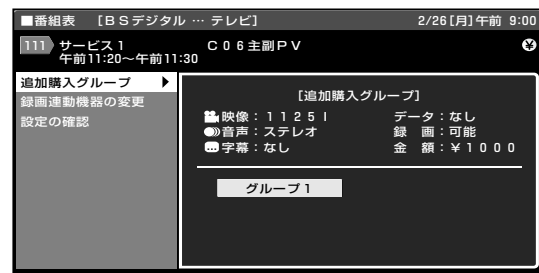 ■番組表 [BSデジタル … テレビ] 2/26[月]午前 9:00
111 サービス1 C06主副PV ¥
午前11:20~午前11:30
追加購入グループ ▶
録画連動機器の変更
設定の確認
[追加購入グループ]
映像：1125I データ：なし
音声：ステレオ 録 画：可能
字幕：なし 金 額：¥1000
グループ1